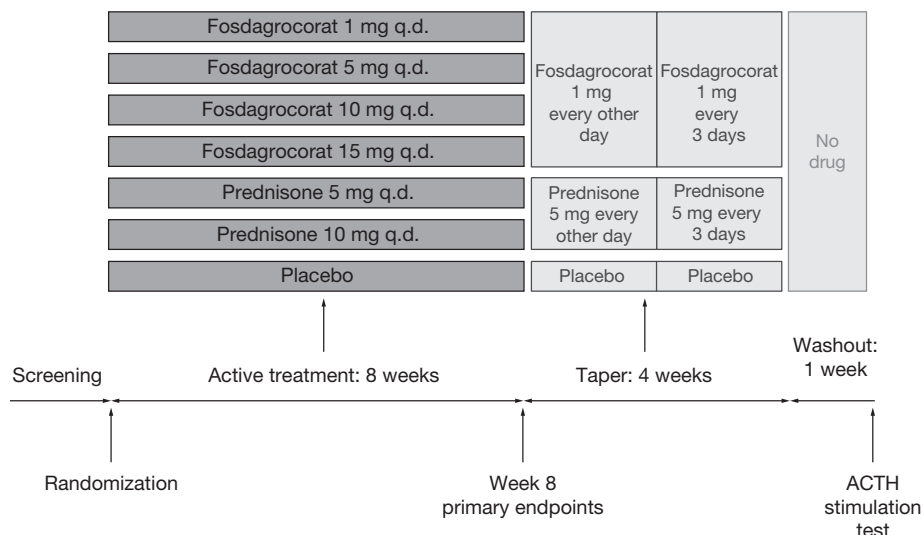 Fosdagrocorat 1 mg q.d.
Fosdagrocorat 5 mg q.d.
Fosdagrocorat 10 mg q.d.
Fosdagrocorat 15 mg q.d.
Prednisone 5 mg q.d.
Prednisone 10 mg q.d.
Placebo
Fosdagrocorat
1 mg
every other
day
Fosdagrocorat
1 mg
every
3 days
Prednisone
5 mg every
other day
Prednisone
5 mg every
3 days
Placebo
Placebo
No
drug
Screening
Active treatment: 8 weeks
Taper: 4 weeks
Washout:
1 week
Randomization
Week 8
primary endpoints
ACTH
stimulation
test